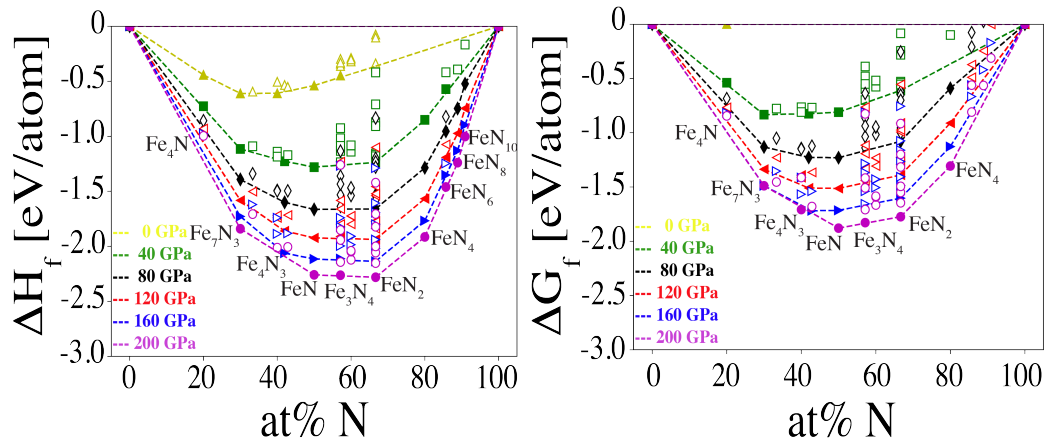 ΔH_f [eV/atom]
0
-0.5
-1.0
-1.5
-2.0
-2.5
-3.0
Fe₄N
Fe₇N₃
Fe₄N₃
FeN
Fe₃N₄
FeN₂
FeN₄
FeN₆
FeN₈
FeN₁₀
0 GPa
40 GPa
80 GPa
120 GPa
160 GPa
200 GPa
0 20 40 60 80 100
at% N
ΔG_f [eV/atom]
0
-0.5
-1.0
-1.5
-2.0
-2.5
-3.0
Fe₄N
Fe₇N₃
Fe₄N₃
FeN
Fe₃N₄
FeN₂
FeN₄
0 GPa
40 GPa
80 GPa
120 GPa
160 GPa
200 GPa
0 20 40 60 80 100
at% N